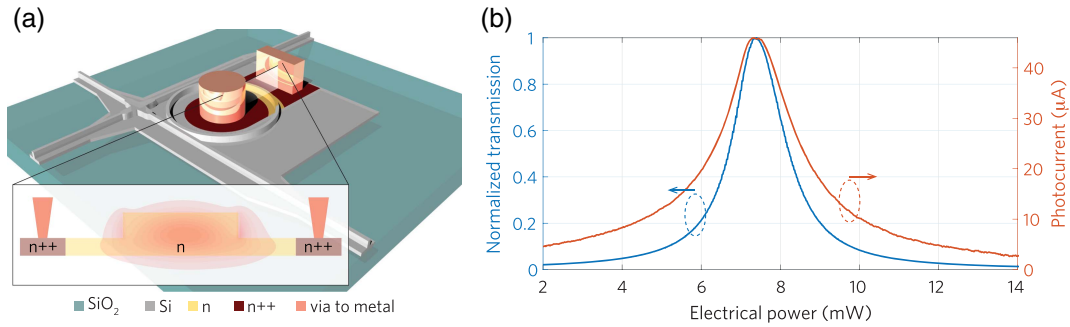 (a)
n++
n
n++
SiO₂ Si n n++ via to metal
(b)
Normalized transmission
1
0.8
0.6
0.4
0.2
0
2 4 6 8 10 12 14
Electrical power (mW)
40
30
20
10
0
Photocurrent (μA)